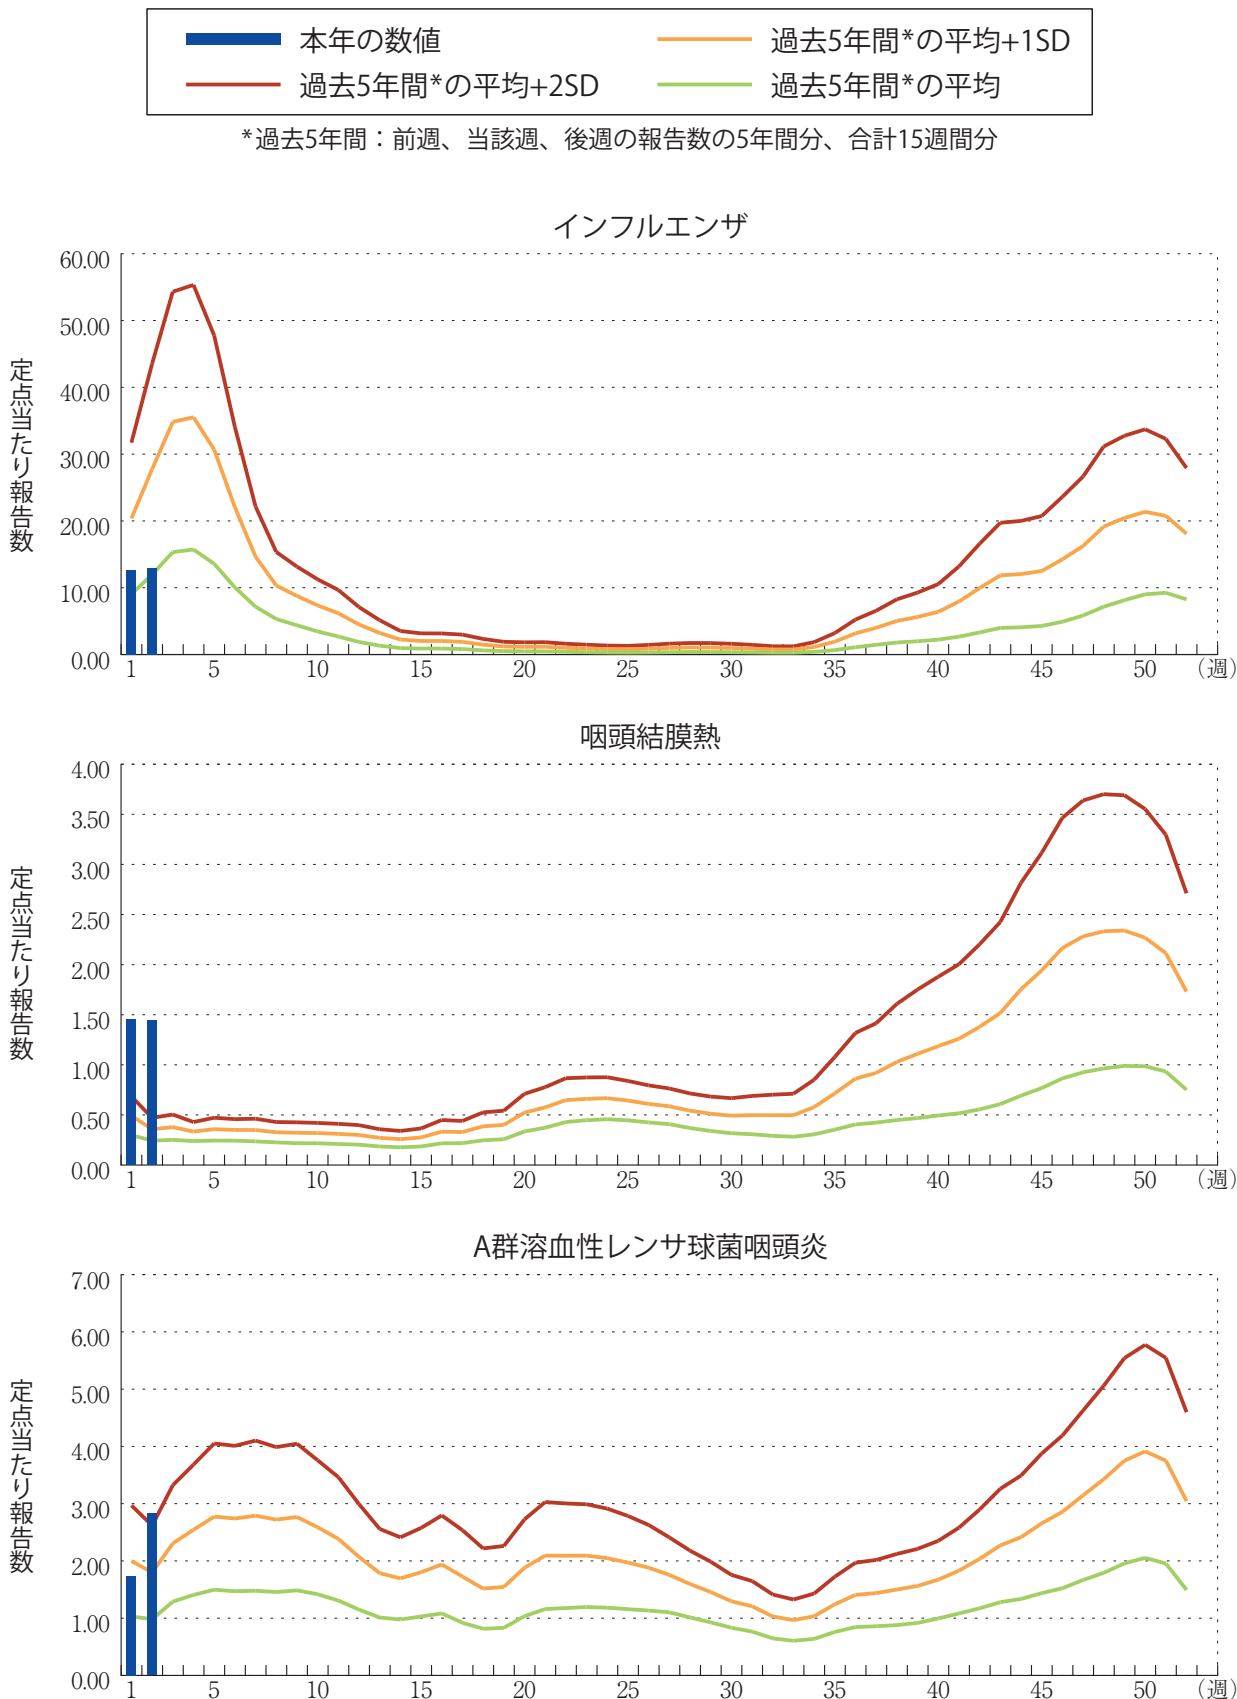 本年の数値 過去5年間*の平均+1SD
過去5年間*の平均+2SD 過去5年間*の平均
*過去5年間：前週、当該週、後週の報告数の5年間分、合計15週間分
インフルエンザ
定点当たり報告数
60.00
50.00
40.00
30.00
20.00
10.00
0.00
1 5 10 15 20 25 30 35 40 45 50 （週）
咽頭結膜熱
定点当たり報告数
4.00
3.50
3.00
2.50
2.00
1.50
1.00
0.50
0.00
1 5 10 15 20 25 30 35 40 45 50 （週）
A群溶血性レンサ球菌咽頭炎
定点当たり報告数
7.00
6.00
5.00
4.00
3.00
2.00
1.00
0.00
1 5 10 15 20 25 30 35 40 45 50 （週）